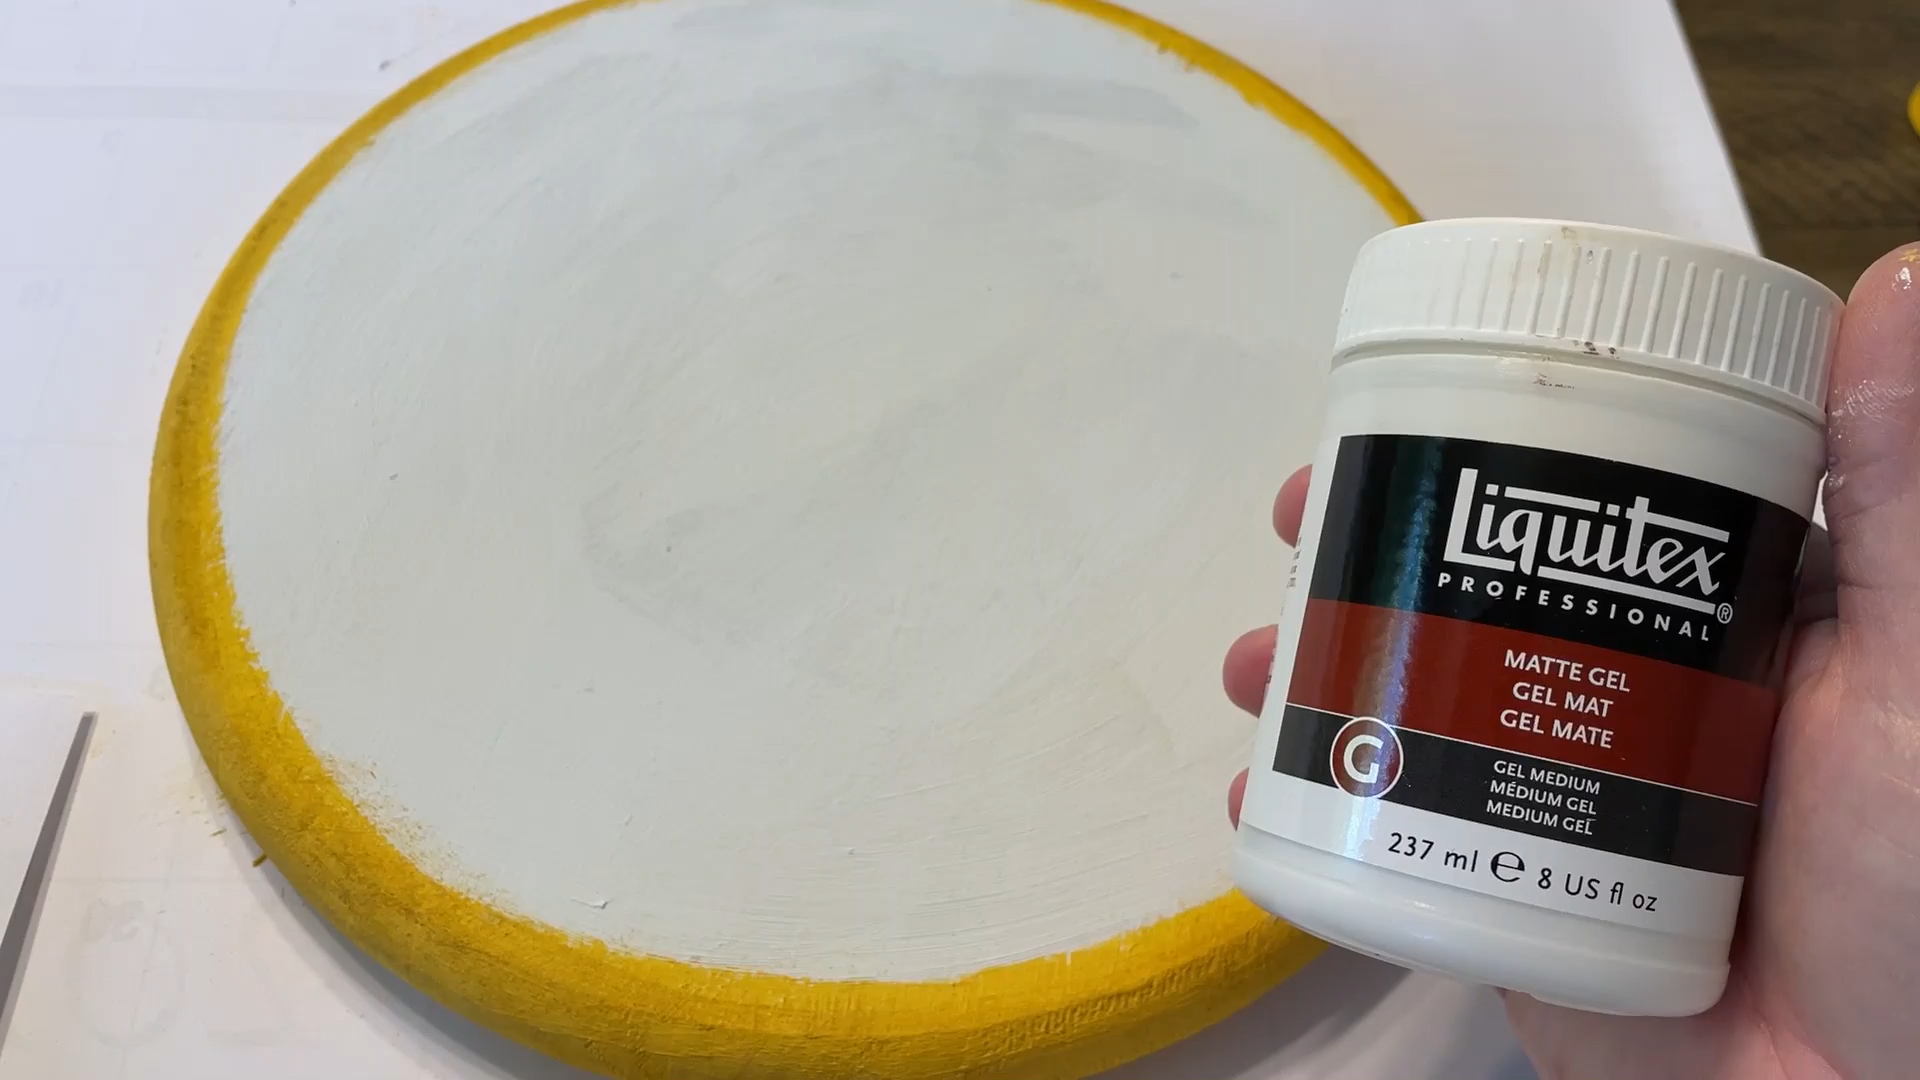 Liquitex®
PROFESSIONAL
MATTE GEL
GEL MAT
GEL MATE
G
GEL MEDIUM
MÉDIUM GEL
MEDIUM GEL
237 ml ℮ 8 US fl oz